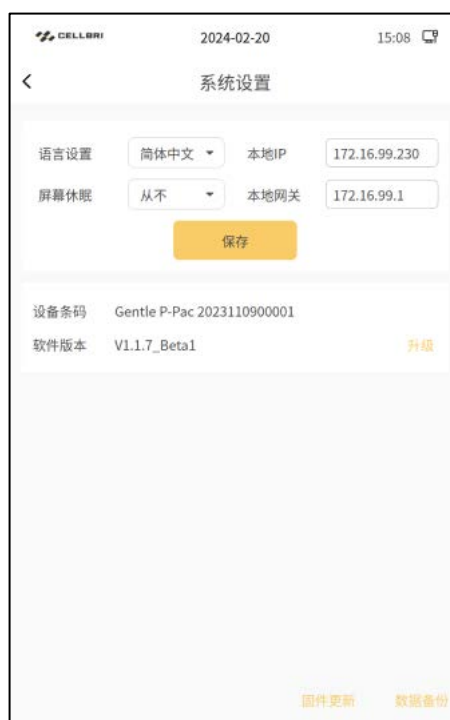 CELLBRI 2024-02-20 15:08
系统设置
语言设置 简体中文 本地IP 172.16.99.230
屏幕休眠 从不 本地网关 172.16.99.1
保存
设备条码 Gentle P-Pac 2023110900001
软件版本 V1.1.7_Beta1 升级
固件更新 数据备份